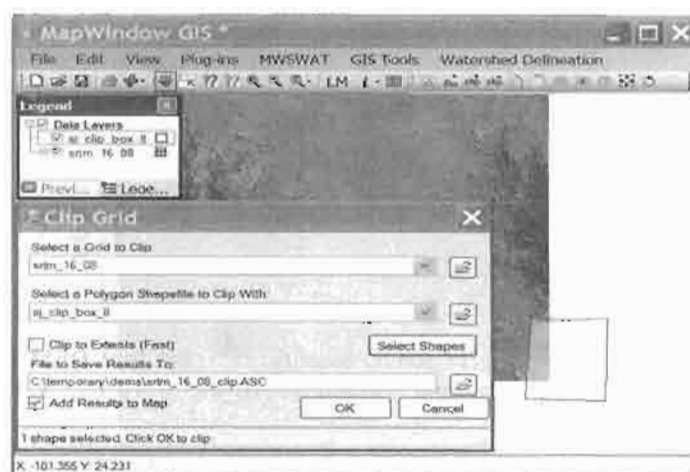 MapWindow GIS *
File Edit View Plug-ins MWSWAT GIS Tools Watershed Delineation
LM
Legend
Data Layers
sj_clip_box_8
srtm_16_08
Previ... Lege...
Clip Grid
Select a Grid to Clip:
srtm_16_08
Select a Polygon Shapefile to Clip With:
sj_clip_box_8
Clip to Extents (Fast)
Select Shapes
File to Save Results To:
C:\temporary\dems\srtm_16_08_clip.ASC
Add Results to Map
OK
Cancel
1 shape selected. Click OK to clip
X: -101.355 Y: 24.231